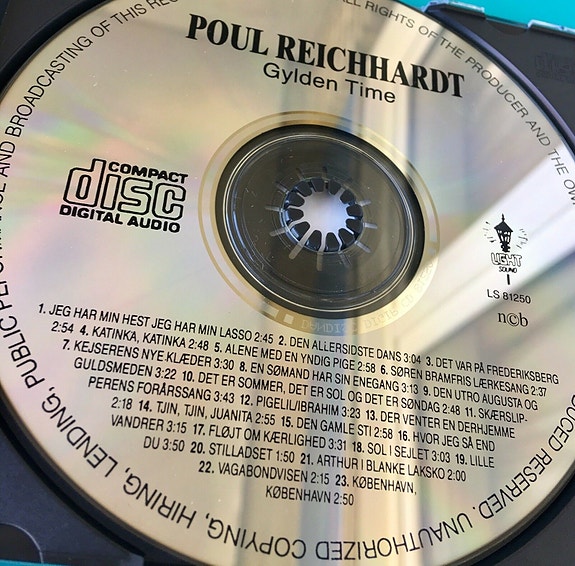 POUL REICHHARDT
Gylden Time
COMPACT
disc
DIGITAL AUDIO
LIGHT
SOUND
LS 81250
n©b
1. JEG HAR MIN HEST JEG HAR MIN LASSO 2:45 2. DEN ALLERSIDSTE DANS 3:04 3. DET VAR PÅ FREDERIKSBERG
2:54 4. KATINKA, KATINKA 2:48 5. ALENE MED EN YNDIG PIGE 2:58 6. SØREN BRAMFRIS LÆRKESANG 2:37
7. KEJSERENS NYE KLÆDER 3:30 8. EN SØMAND HAR SIN ENEGANG 3:13 9. DEN UTRO AUGUSTA OG
GULDSMEDEN 3:22 10. DET ER SOMMER, DET ER SOL OG DET ER SØNDAG 2:48 11. SKÆRSLIP-
PERENS FORÅRSSANG 3:43 12. PIGELIL/IBRAHIM 3:23 13. DER VENTER EN DERHJEMME
2:18 14. TJIN, TJIN, JUANITA 2:55 15. DEN GAMLE STI 2:58 16. HVOR JEG SÅ END
VANDRER 3:15 17. FLØJT OM KÆRLIGHED 3:31 18. SOL I SEJLET 3:03 19. LILLE
DU 3:50 20. STILLADSET 1:50 21. ARTHUR I BLANKE LAKSKO 2:00
22. VAGABONDVISEN 2:15 23. KØBENHAVN,
KØBENHAVN 2:50
ALL RIGHTS OF THE PRODUCER AND THE OW
DUCED RESERVED. UNAUTHORIZED COPYING, HIRING, LENDING, PUBLIC PERFORMANCE AND BROADCASTING OF THIS REC